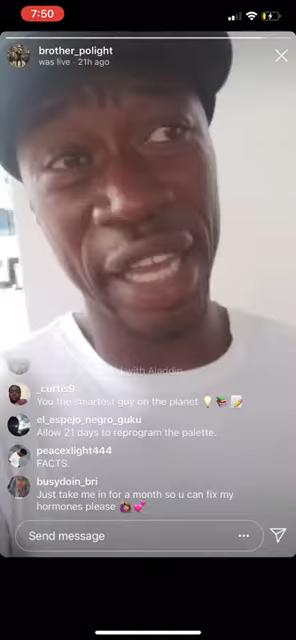 7:50
brother_polight
was live · 21h ago
with Aladdin
_curtis9
You the smartest guy on the planet 💡📚📝
el_espejo_negro_guku
Allow 21 days to reprogram the palette.
peacexlight444
FACTS.
busydoin_bri
Just take me in for a month so u can fix my
hormones please 🙆🏾‍♀️💞
Send message